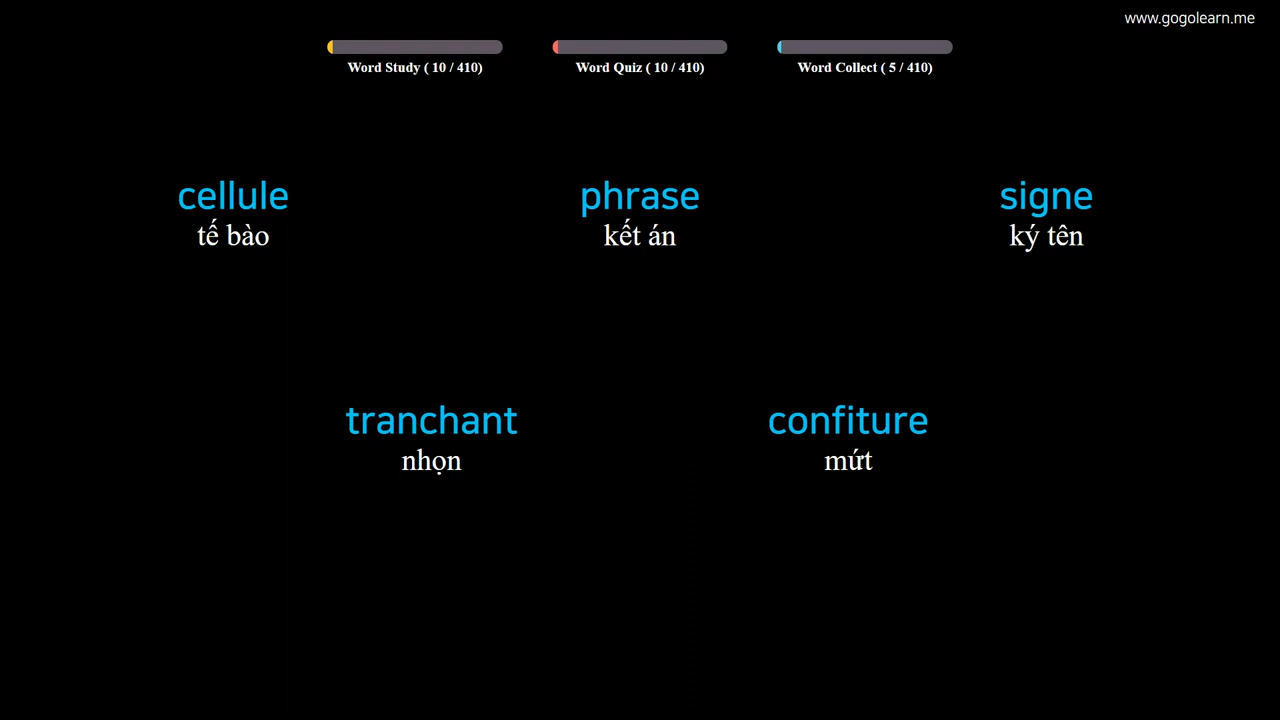 www.gogolearn.me
Word Study ( 10 / 410)
Word Quiz ( 10 / 410)
Word Collect ( 5 / 410)
cellule
tế bào
phrase
kết án
signe
ký tên
tranchant
nhọn
confiture
mứt